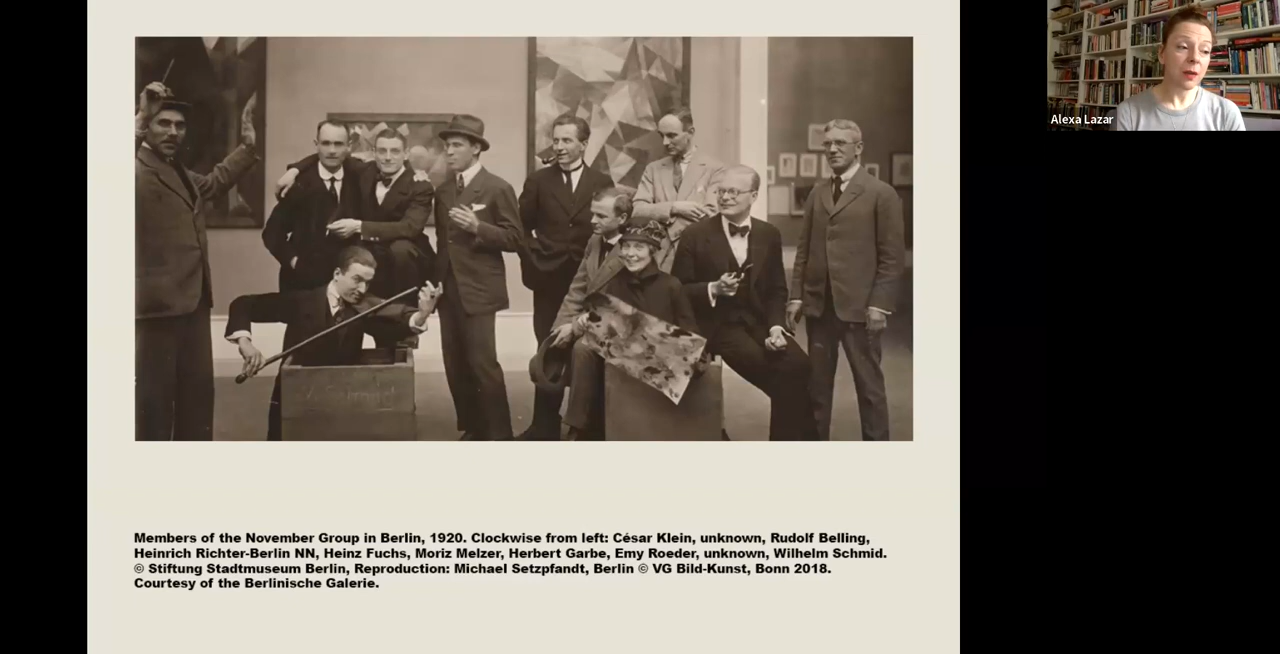 Alexa Lazar
Members of the November Group in Berlin, 1920. Clockwise from left: César Klein, unknown, Rudolf Belling,
Heinrich Richter-Berlin NN, Heinz Fuchs, Moriz Melzer, Herbert Garbe, Emy Roeder, unknown, Wilhelm Schmid.
© Stiftung Stadtmuseum Berlin, Reproduction: Michael Setzpfandt, Berlin © VG Bild-Kunst, Bonn 2018.
Courtesy of the Berlinische Galerie.